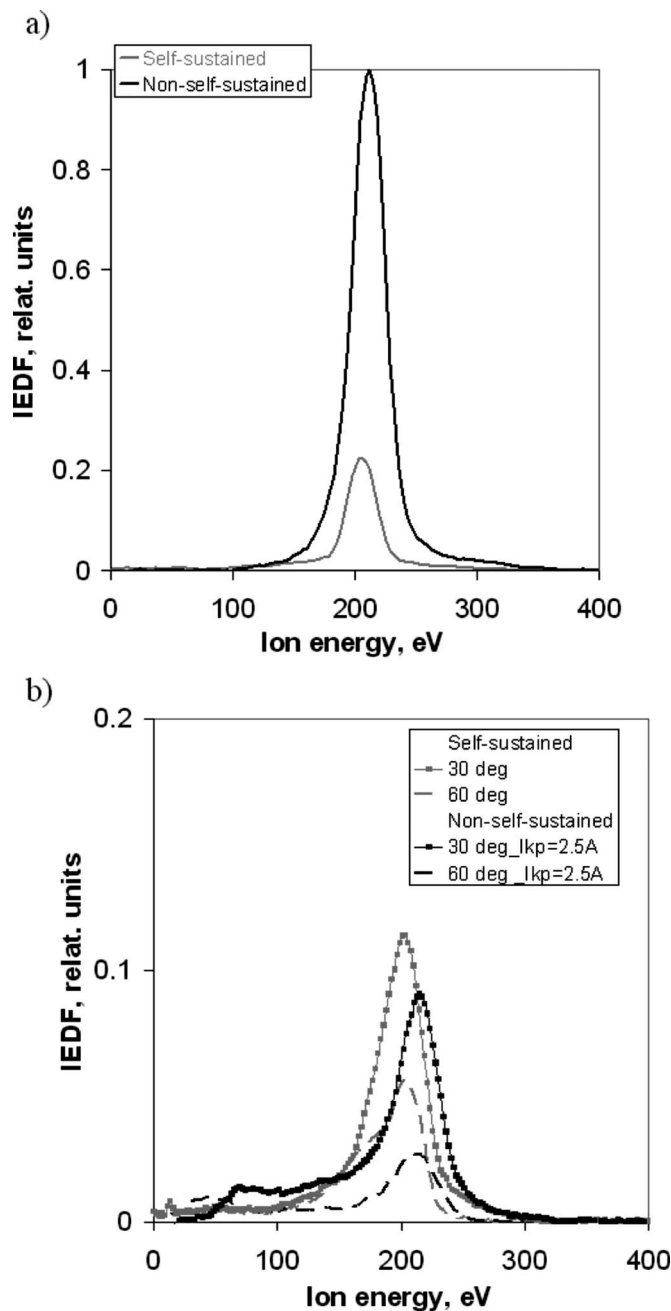 a)
Self-sustained
Non-self-sustained
1
0.8
0.6
0.4
0.2
0
IEDF, relat. units
0 100 200 300 400
Ion energy, eV
b)
0.2
Self-sustained
30 deg
60 deg
Non-self-sustained
30 deg_Ikp=2.5A
60 deg _Ikp=2.5A
0.1
0
IEDF, relat. units
0 100 200 300 400
Ion energy, eV